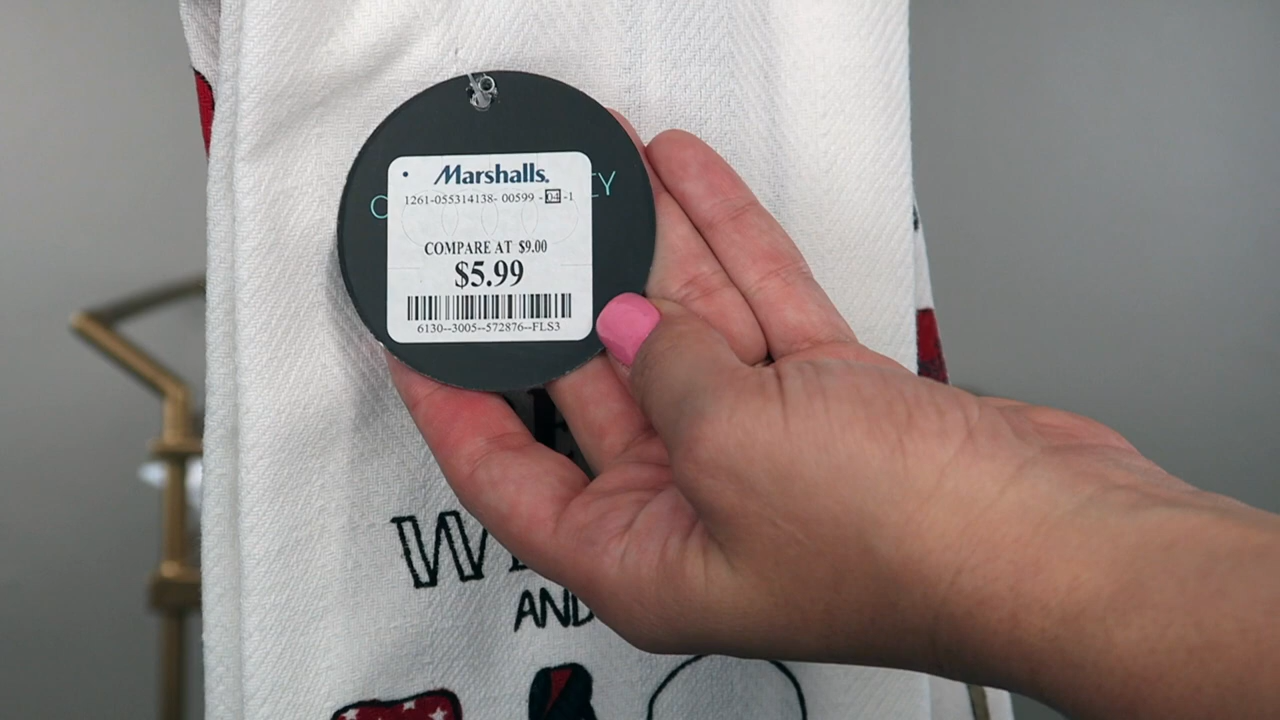 Marshalls.
1261-055314138- 00599 - 04 -1
COMPARE AT $9.00
$5.99
6130--3005--572876--FLS3
AND